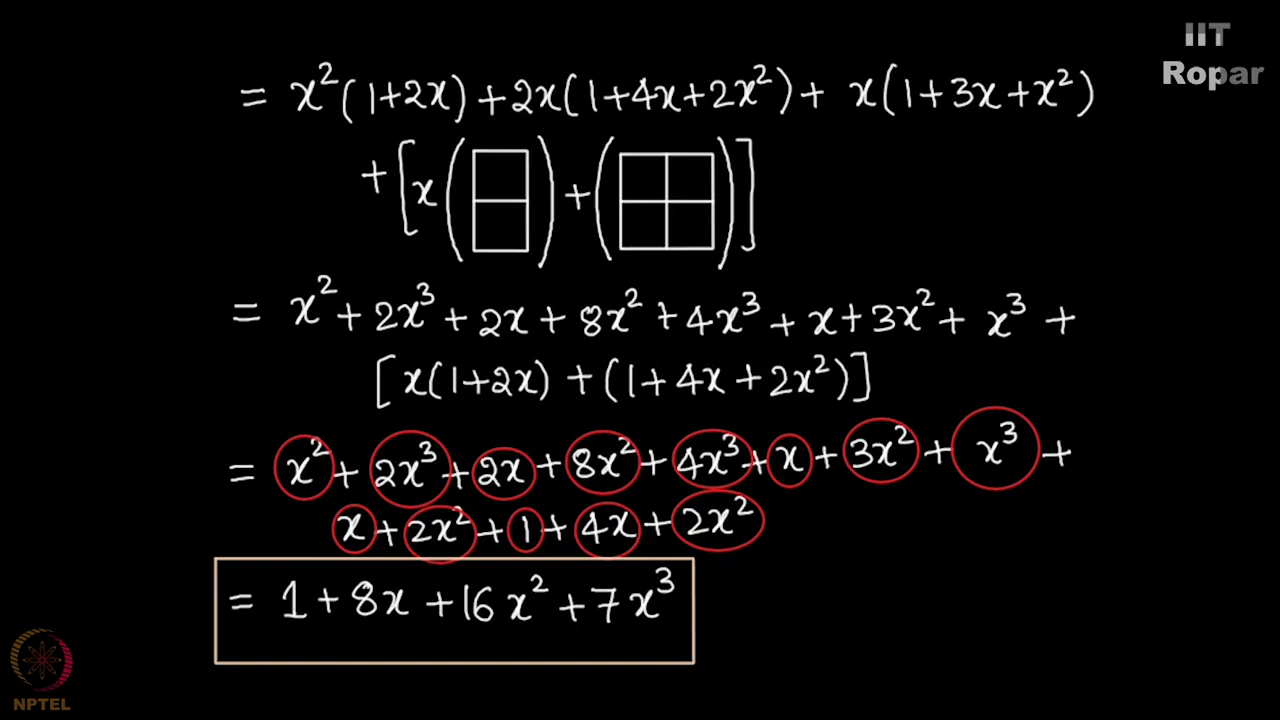 IIT
Ropar
= x²(1+2x)+2x(1+4x+2x²)+ x(1+3x+x²)
+[x( )+( )]
= x²+2x³+2x+8x²+4x³+x+3x²+x³+
[x(1+2x)+(1+4x+2x²)]
= x²+2x³+2x+8x²+4x³+x+3x²+x³+
x+2x²+1+4x+2x²
= 1+8x+16x²+7x³
NPTEL